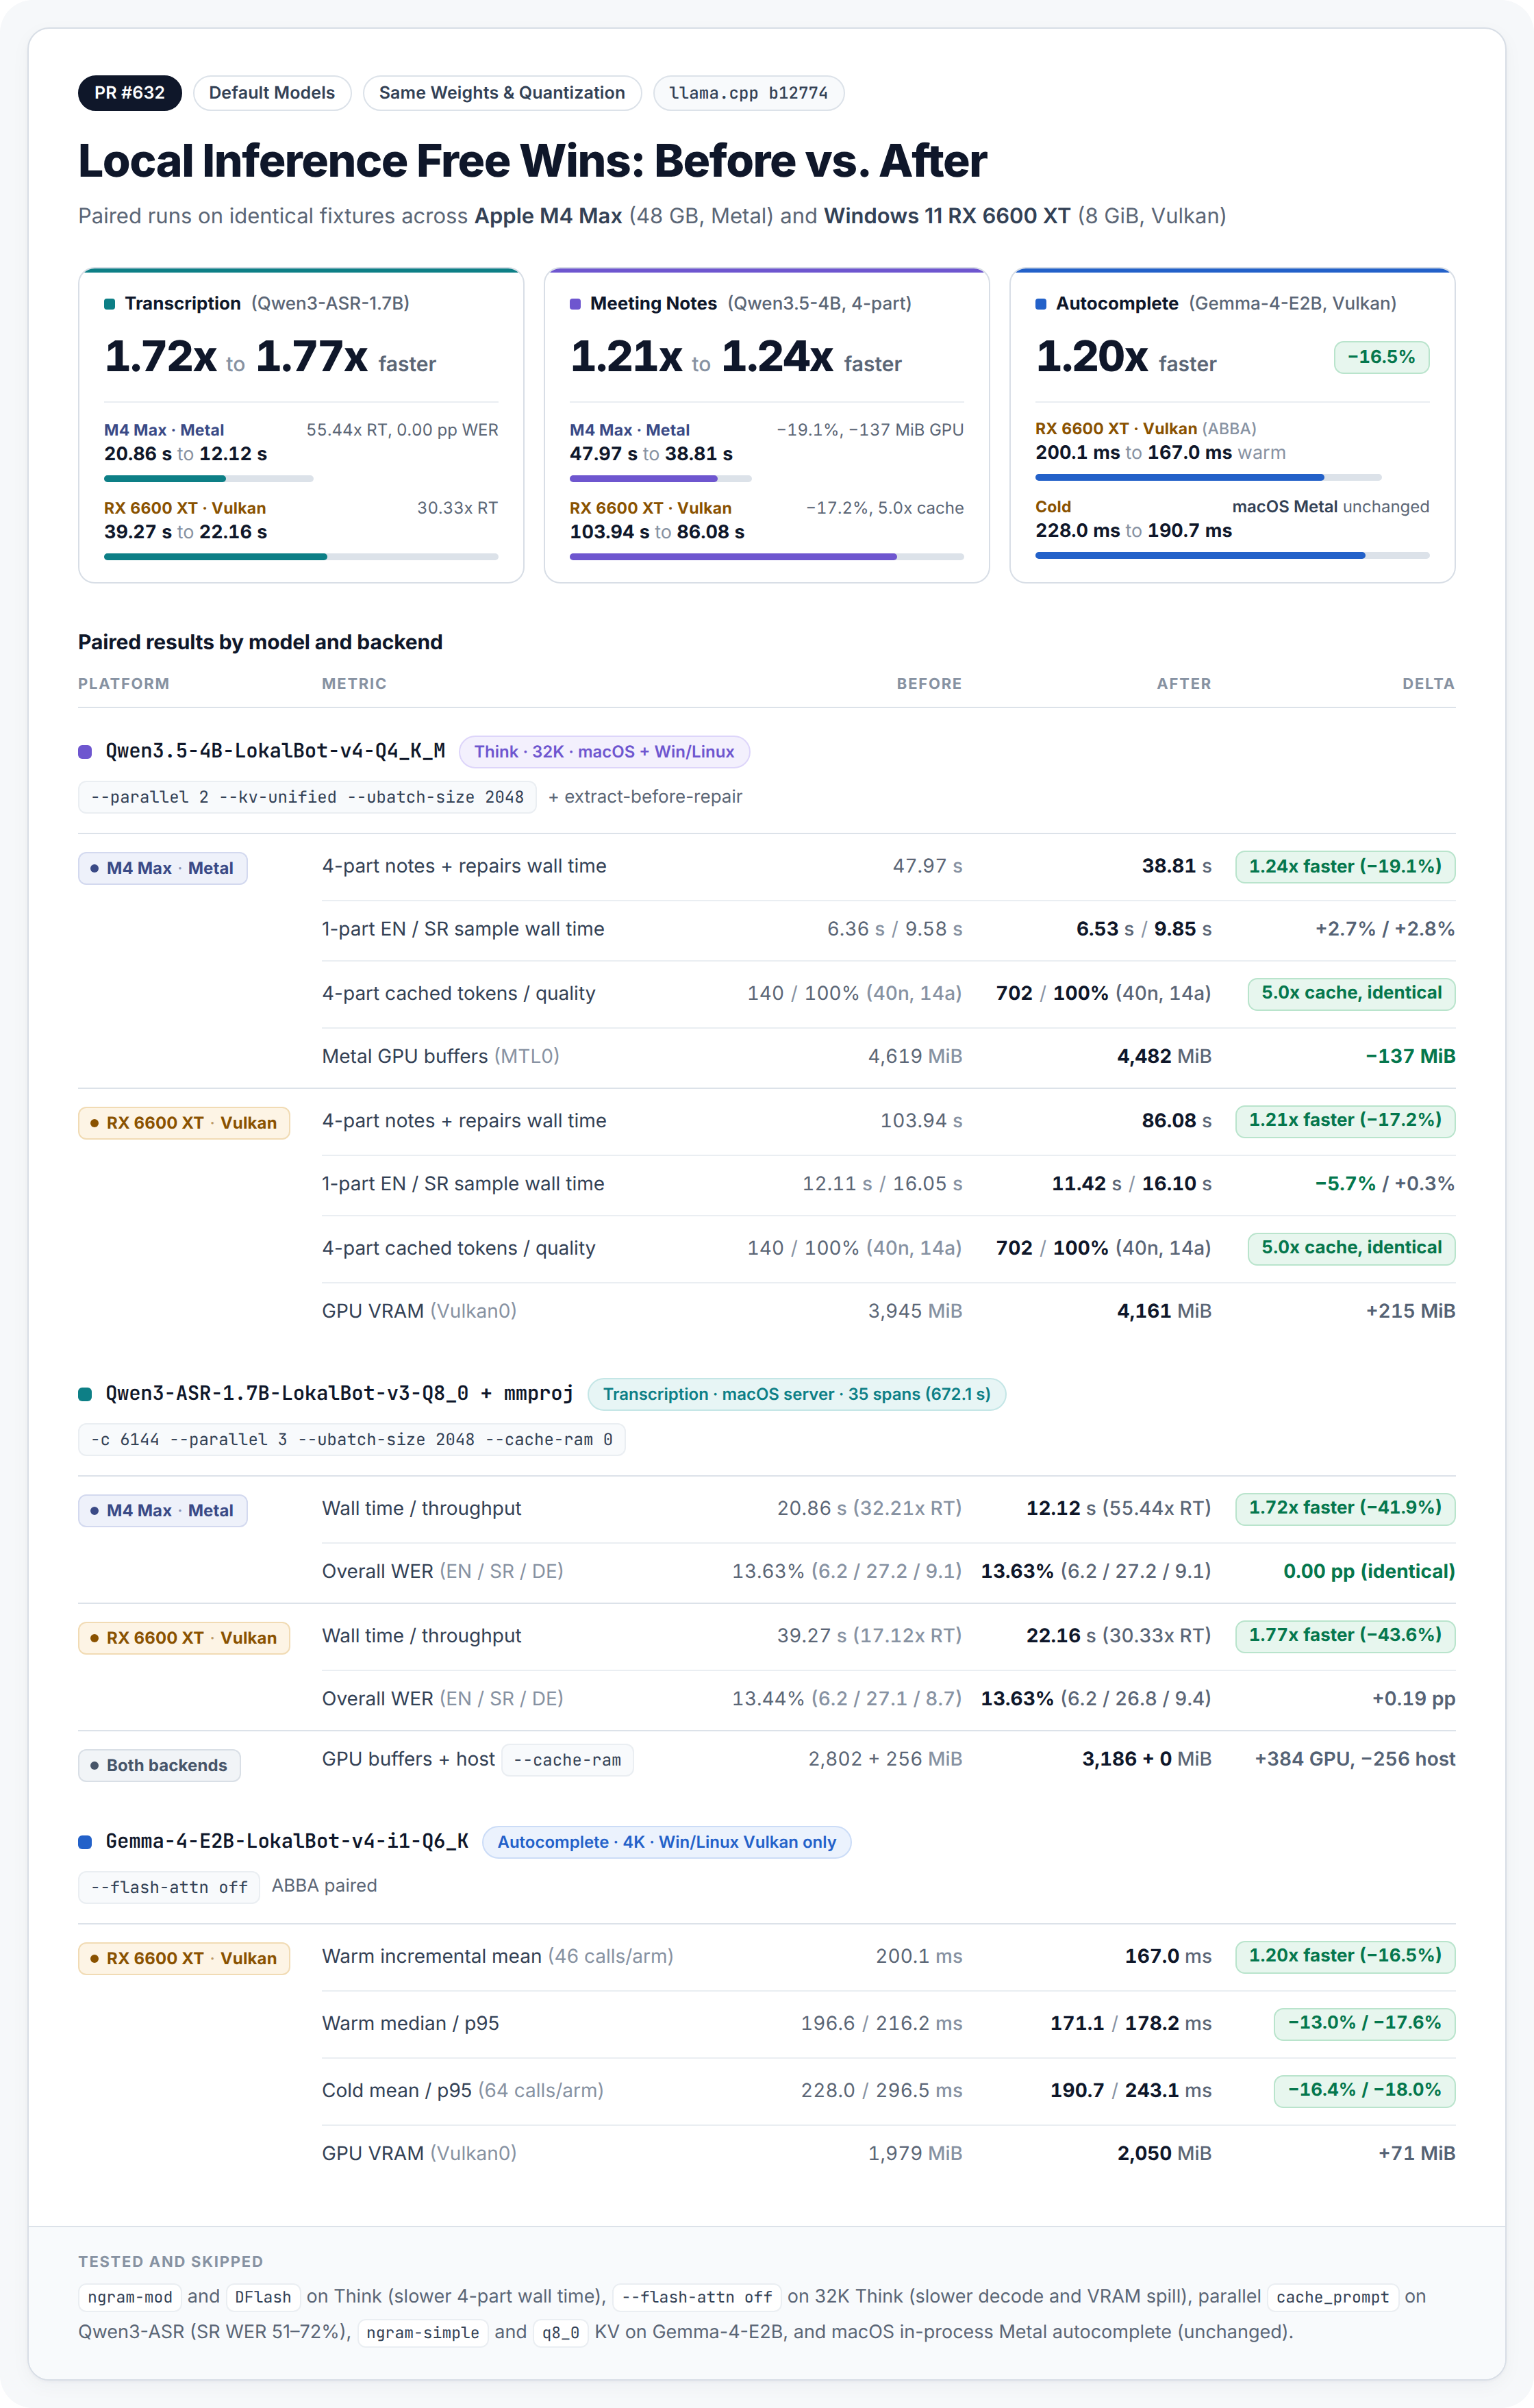 PR #632 Default Models Same Weights & Quantization llama.cpp b12774
Local Inference Free Wins: Before vs. After
Paired runs on identical fixtures across Apple M4 Max (48 GB, Metal) and Windows 11 RX 6600 XT (8 GiB, Vulkan)
Transcription (Qwen3-ASR-1.7B)
1.72x to 1.77x faster
M4 Max · Metal 55.44x RT, 0.00 pp WER
20.86 s to 12.12 s
RX 6600 XT · Vulkan 30.33x RT
39.27 s to 22.16 s
Meeting Notes (Qwen3.5-4B, 4-part)
1.21x to 1.24x faster
M4 Max · Metal −19.1%, −137 MiB GPU
47.97 s to 38.81 s
RX 6600 XT · Vulkan −17.2%, 5.0x cache
103.94 s to 86.08 s
Autocomplete (Gemma-4-E2B, Vulkan)
1.20x faster −16.5%
RX 6600 XT · Vulkan (ABBA)
200.1 ms to 167.0 ms warm
Cold macOS Metal unchanged
228.0 ms to 190.7 ms
Paired results by model and backend
PLATFORM METRIC BEFORE AFTER DELTA
Qwen3.5-4B-LokalBot-v4-Q4_K_M Think · 32K · macOS + Win/Linux
--parallel 2 --kv-unified --ubatch-size 2048 + extract-before-repair
M4 Max · Metal 4-part notes + repairs wall time 47.97 s 38.81 s 1.24x faster (−19.1%)
1-part EN / SR sample wall time 6.36 s / 9.58 s 6.53 s / 9.85 s +2.7% / +2.8%
4-part cached tokens / quality 140 / 100% (40n, 14a) 702 / 100% (40n, 14a) 5.0x cache, identical
Metal GPU buffers (MTL0) 4,619 MiB 4,482 MiB −137 MiB
RX 6600 XT · Vulkan 4-part notes + repairs wall time 103.94 s 86.08 s 1.21x faster (−17.2%)
1-part EN / SR sample wall time 12.11 s / 16.05 s 11.42 s / 16.10 s −5.7% / +0.3%
4-part cached tokens / quality 140 / 100% (40n, 14a) 702 / 100% (40n, 14a) 5.0x cache, identical
GPU VRAM (Vulkan0) 3,945 MiB 4,161 MiB +215 MiB
Qwen3-ASR-1.7B-LokalBot-v3-Q8_0 + mmproj Transcription · macOS server · 35 spans (672.1 s)
-c 6144 --parallel 3 --ubatch-size 2048 --cache-ram 0
M4 Max · Metal Wall time / throughput 20.86 s (32.21x RT) 12.12 s (55.44x RT) 1.72x faster (−41.9%)
Overall WER (EN / SR / DE) 13.63% (6.2 / 27.2 / 9.1) 13.63% (6.2 / 27.2 / 9.1) 0.00 pp (identical)
RX 6600 XT · Vulkan Wall time / throughput 39.27 s (17.12x RT) 22.16 s (30.33x RT) 1.77x faster (−43.6%)
Overall WER (EN / SR / DE) 13.44% (6.2 / 27.1 / 8.7) 13.63% (6.2 / 26.8 / 9.4) +0.19 pp
Both backends GPU buffers + host --cache-ram 2,802 + 256 MiB 3,186 + 0 MiB +384 GPU, −256 host
Gemma-4-E2B-LokalBot-v4-i1-Q6_K Autocomplete · 4K · Win/Linux Vulkan only
--flash-attn off ABBA paired
RX 6600 XT · Vulkan Warm incremental mean (46 calls/arm) 200.1 ms 167.0 ms 1.20x faster (−16.5%)
Warm median / p95 196.6 / 216.2 ms 171.1 / 178.2 ms −13.0% / −17.6%
Cold mean / p95 (64 calls/arm) 228.0 / 296.5 ms 190.7 / 243.1 ms −16.4% / −18.0%
GPU VRAM (Vulkan0) 1,979 MiB 2,050 MiB +71 MiB
TESTED AND SKIPPED
ngram-mod and DFlash on Think (slower 4-part wall time), --flash-attn off on 32K Think (slower decode and VRAM spill), parallel cache_prompt on
Qwen3-ASR (SR WER 51–72%), ngram-simple and q8_0 KV on Gemma-4-E2B, and macOS in-process Metal autocomplete (unchanged).